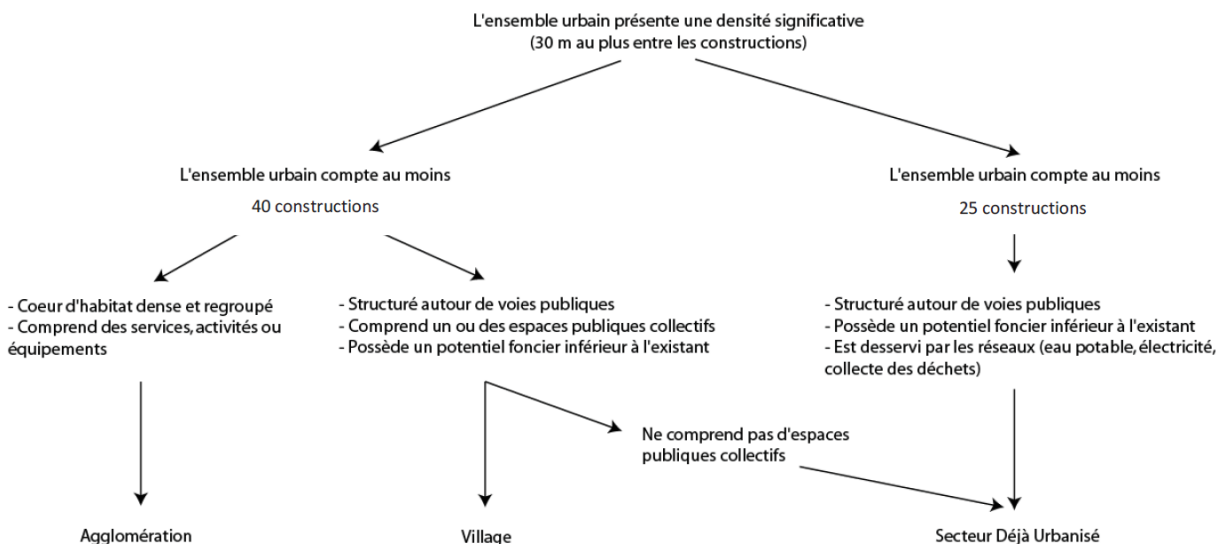 L'ensemble urbain présente une densité significative
(30 m au plus entre les constructions)
L'ensemble urbain compte au moins
40 constructions
L'ensemble urbain compte au moins
25 constructions
- Coeur d'habitat dense et regroupé
- Comprend des services, activités ou
équipements
- Structuré autour de voies publiques
- Comprend un ou des espaces publiques collectifs
- Possède un potentiel foncier inférieur à l'existant
- Structuré autour de voies publiques
- Possède un potentiel foncier inférieur à l'existant
- Est desservi par les réseaux (eau potable, électricité,
collecte des déchets)
Ne comprend pas d'espaces
publiques collectifs
Agglomération
Village
Secteur Déjà Urbanisé